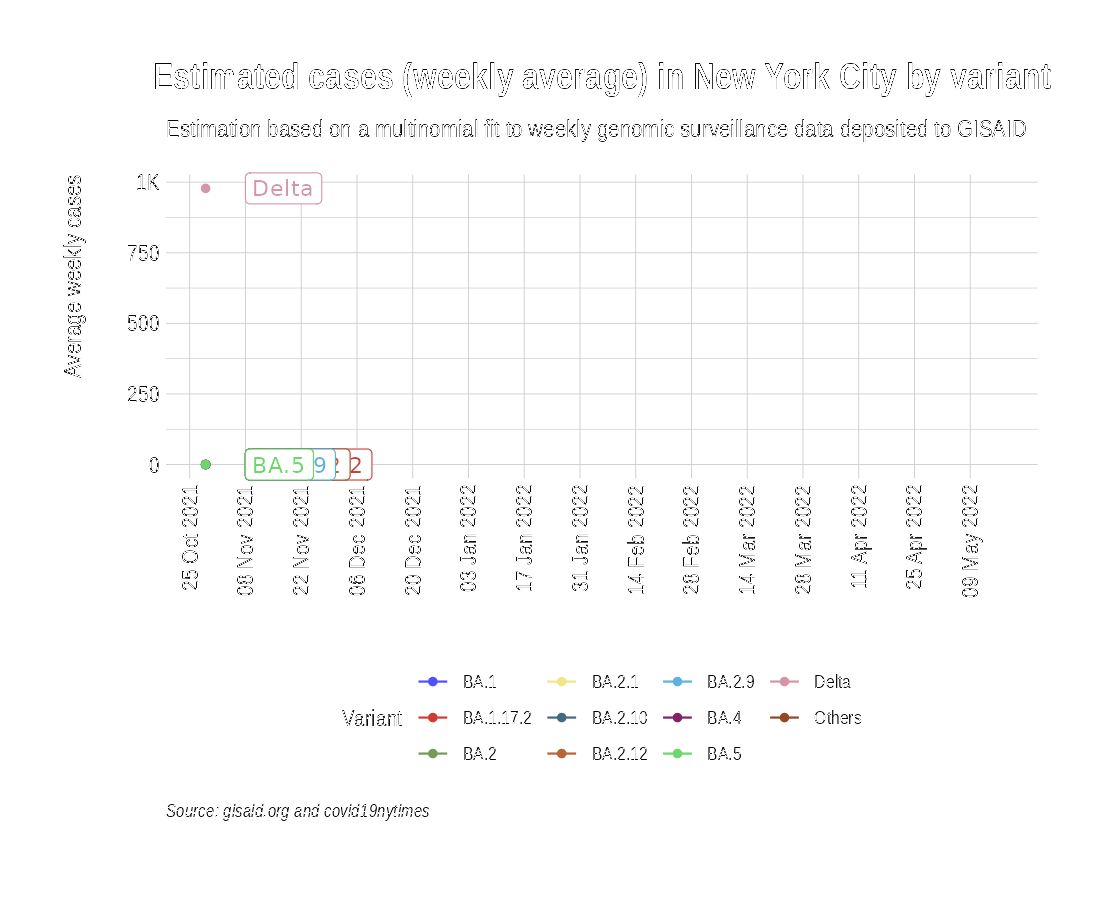 Estimated cases (weekly average) in New York City by variant
Estimation based on a multinomial fit to weekly genomic surveillance data deposited to GISAID
Average weekly cases
1K
750
500
250
0
Delta
BA.5
9
2
2
25 Oct 2021
08 Nov 2021
22 Nov 2021
06 Dec 2021
20 Dec 2021
03 Jan 2022
17 Jan 2022
31 Jan 2022
14 Feb 2022
28 Feb 2022
14 Mar 2022
28 Mar 2022
11 Apr 2022
25 Apr 2022
09 May 2022
Variant
BA.1
BA.1.17.2
BA.2
BA.2.1
BA.2.10
BA.2.12
BA.2.9
BA.4
BA.5
Delta
Others
Source: gisaid.org and covid19nytimes